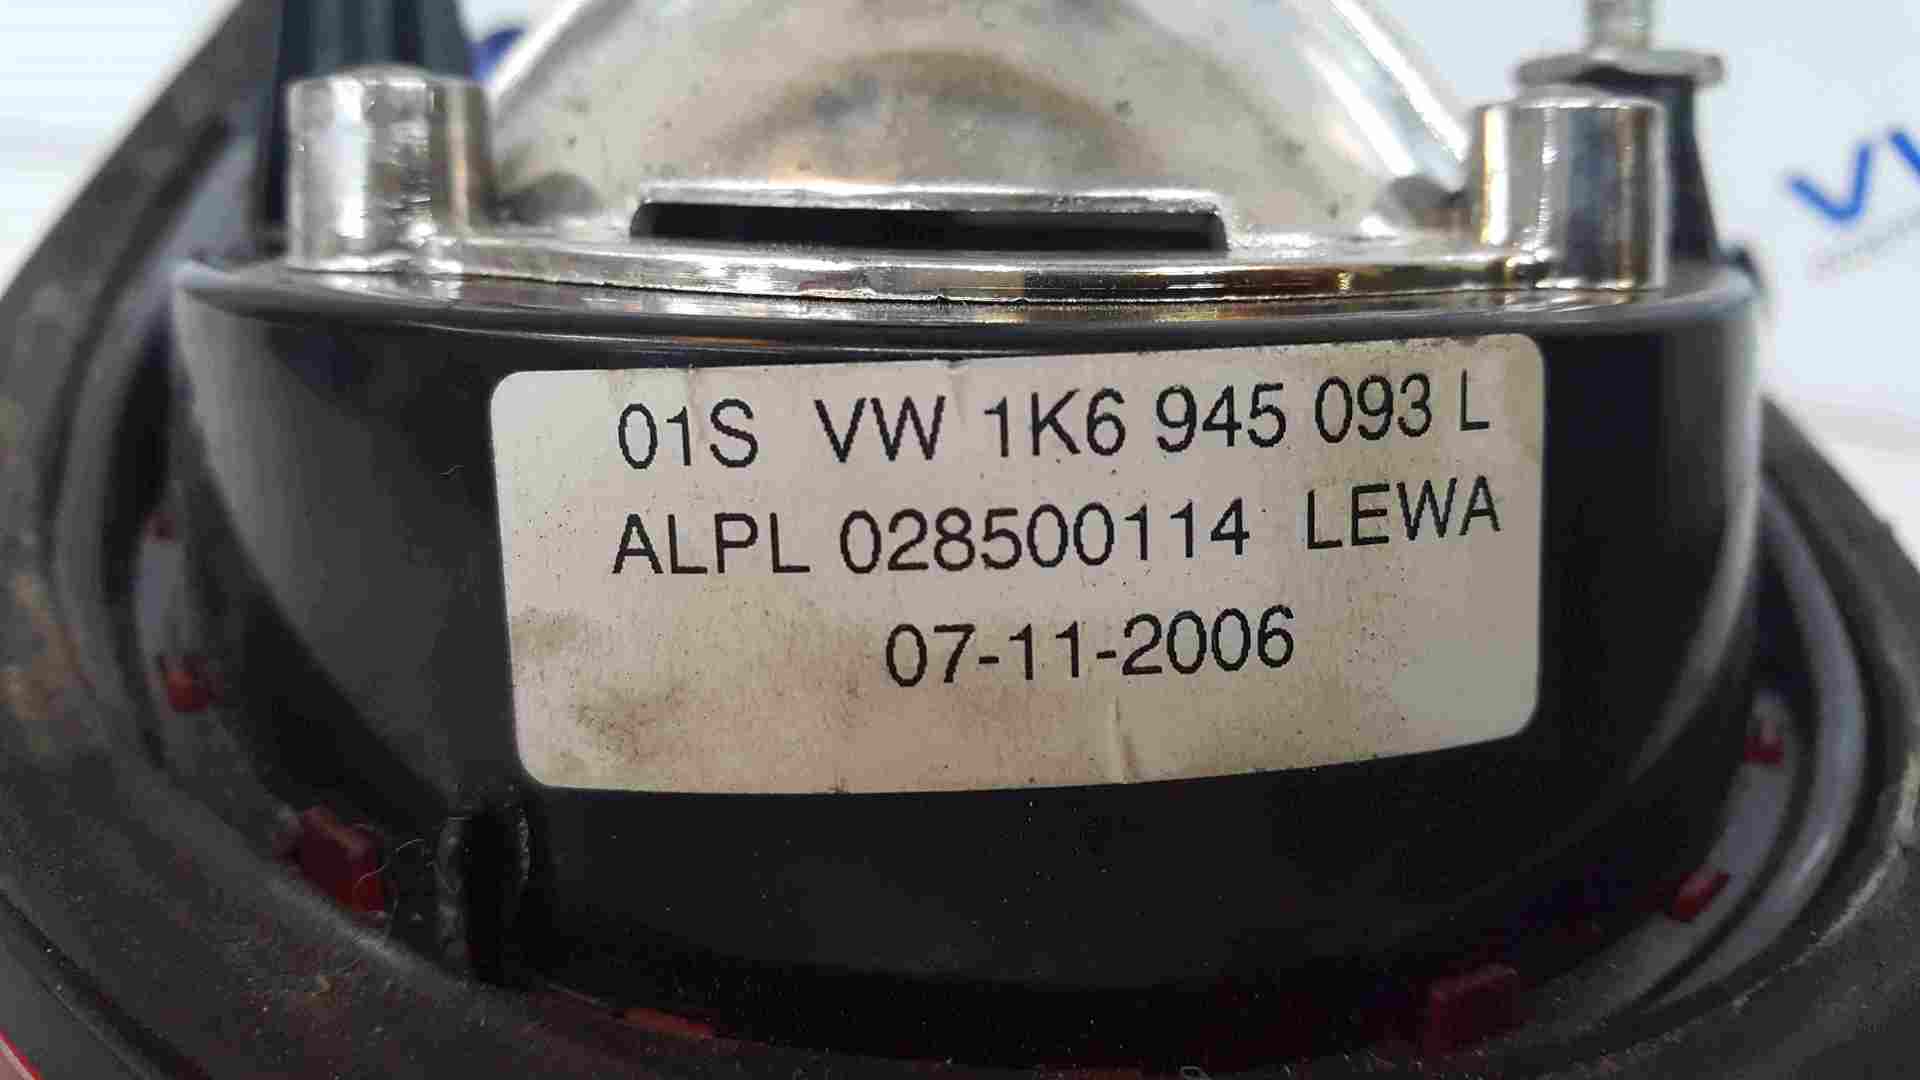 01S VW 1K6 945 093 L
ALPL 028500114 LEWA
07-11-2006